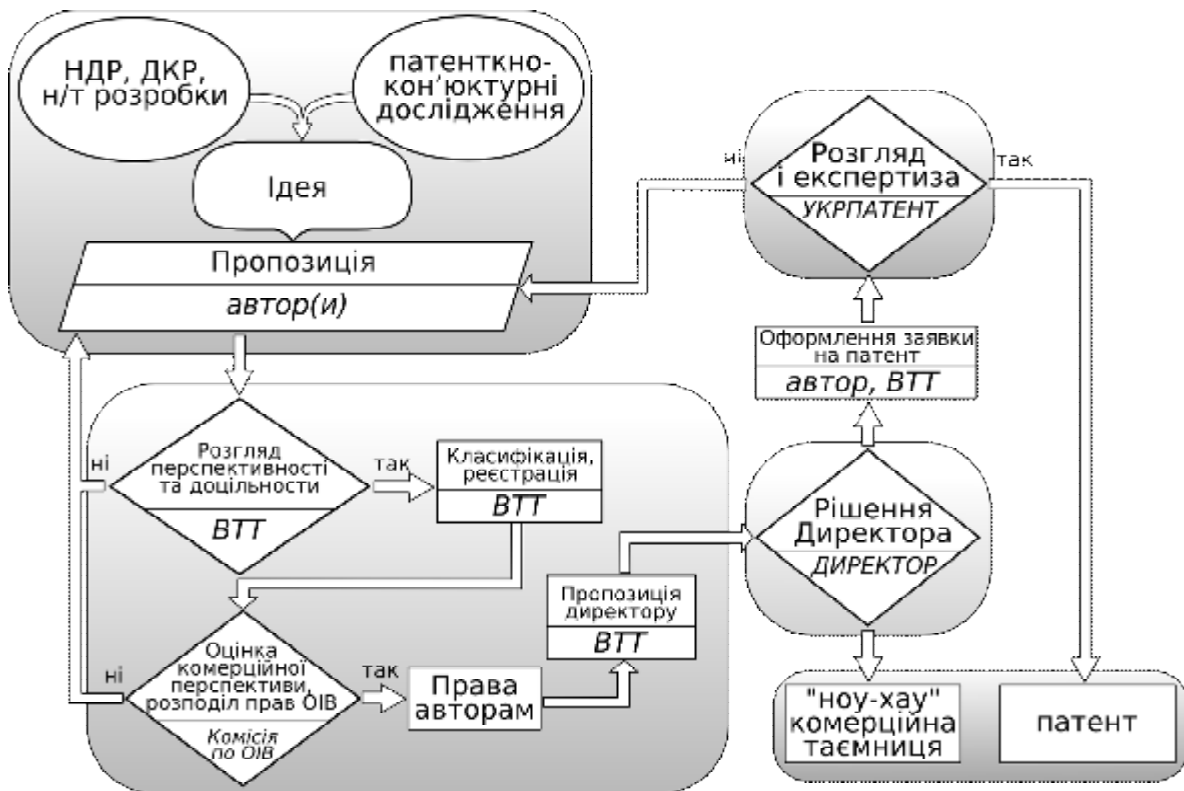 НДР, ДКР,
н/т розробки
патенткно-
кон'юктурні
дослідження
Ідея
Пропозиція
автор(и)
ні
Розгляд
і експертиза
УКРПАТЕНТ
так
Оформлення заявки
на патент
автор, ВТТ
ні
Розгляд
перспективності
та доцільности
ВТТ
так
Класифікація,
реєстрація
ВТТ
Рішення
Директора
ДИРЕКТОР
Пропозиція
директору
ВТТ
ні
Оцінка
комерційної
перспективи,
розподіл прав ОІВ
Комісія
по ОІВ
так
Права
авторам
"ноу-хау"
комерційна
таємниця
патент